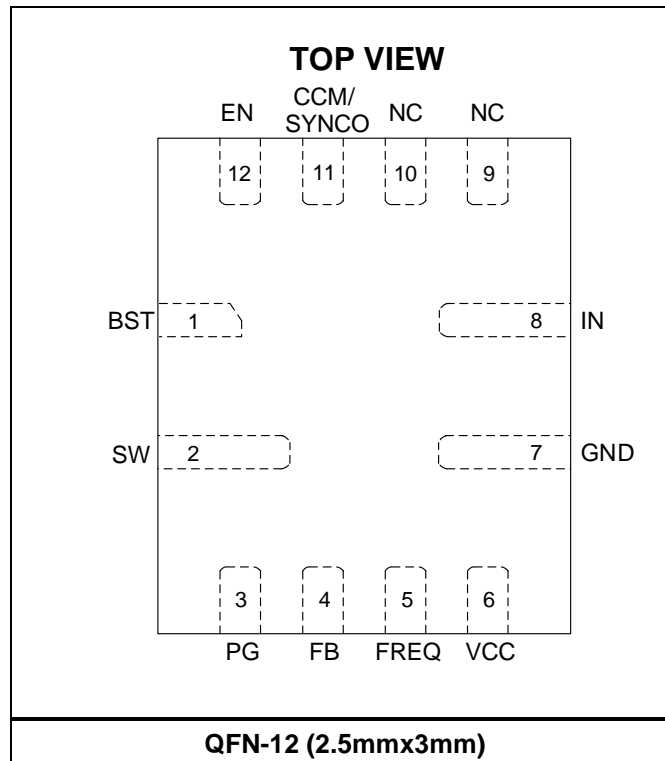 TOP VIEW
EN
CCM/
SYNCO
NC
NC
12
11
10
9
BST
1
8
IN
SW
2
7
GND
3
4
5
6
PG
FB
FREQ
VCC
QFN-12 (2.5mmx3mm)